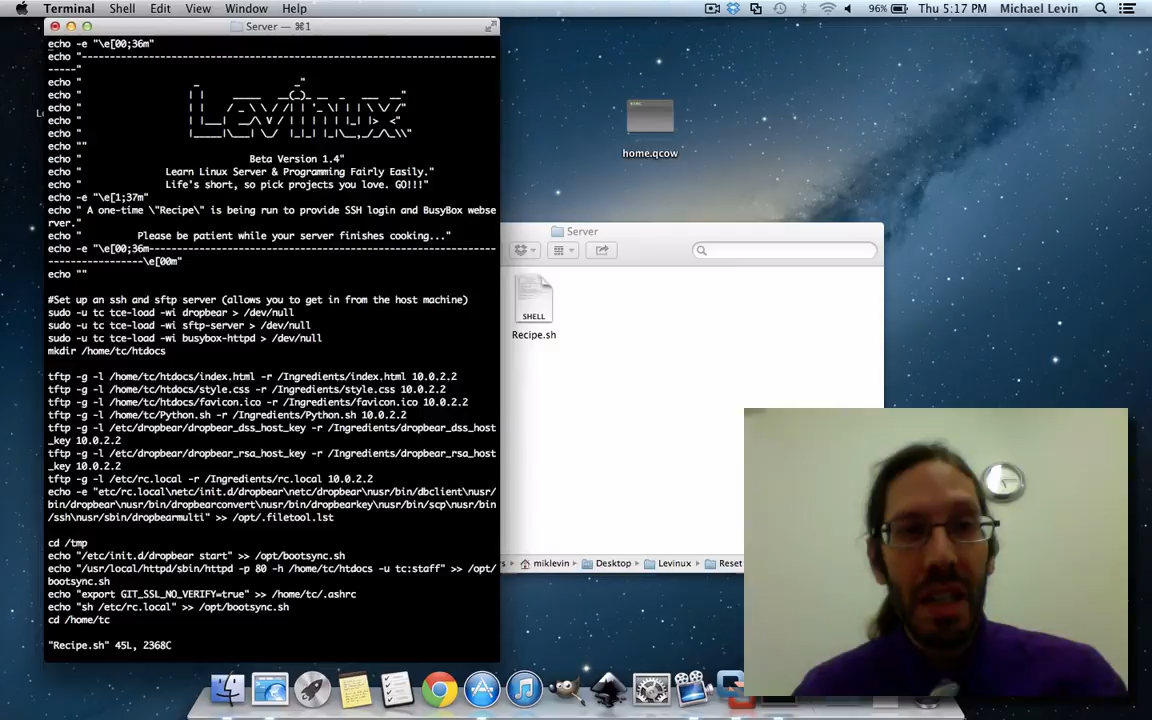 Terminal Shell Edit View Window Help 96% Thu 5:17 PM Michael Levin
Server — ⌘1
echo -e "\e[00;36m"
echo "-----------------------------------------------------------------------
-----"
echo "
echo "
echo "
echo "
echo "
echo ""
echo " Beta Version 1.4"
echo " Learn Linux Server & Programming Fairly Easily."
echo " Life's short, so pick projects you love. GO!!!"
echo -e "\e[1;37m"
echo " A one-time \"Recipe\" is being run to provide SSH login and BusyBox webse
rver."
echo " Please be patient while your server finishes cooking..."
echo -e "\e[00;36m------------------------------------------------------------
-----------------\e[00m"
echo ""
#Set up an ssh and sftp server (allows you to get in from the host machine)
sudo -u tc tce-load -wi dropbear > /dev/null
sudo -u tc tce-load -wi sftp-server > /dev/null
sudo -u tc tce-load -wi busybox-httpd > /dev/null
mkdir /home/tc/htdocs
tftp -g -l /home/tc/htdocs/index.html -r /Ingredients/index.html 10.0.2.2
tftp -g -l /home/tc/htdocs/style.css -r /Ingredients/style.css 10.0.2.2
tftp -g -l /home/tc/htdocs/favicon.ico -r /Ingredients/favicon.ico 10.0.2.2
tftp -g -l /home/tc/Python.sh -r /Ingredients/Python.sh 10.0.2.2
tftp -g -l /etc/dropbear/dropbear_dss_host_key -r /Ingredients/dropbear_dss_host
_key 10.0.2.2
tftp -g -l /etc/dropbear/dropbear_rsa_host_key -r /Ingredients/dropbear_rsa_host
_key 10.0.2.2
tftp -g -l /etc/rc.local -r /Ingredients/rc.local 10.0.2.2
echo -e "etc/rc.local\netc/init.d/dropbear\netc/dropbear\nusr/bin/dbclient\nusr/
bin/dropbear\nusr/bin/dropbearconvert\nusr/bin/dropbearkey\nusr/bin/scp\nusr/bin
/ssh\nusr/sbin/dropbearmulti" >> /opt/.filetool.lst
cd /tmp
echo "/etc/init.d/dropbear start" >> /opt/bootsync.sh
echo "/usr/local/httpd/sbin/httpd -p 80 -h /home/tc/htdocs -u tc:staff" >> /opt/
bootsync.sh
echo "export GIT_SSL_NO_VERIFY=true" >> /home/tc/.ashrc
echo "sh /etc/rc.local" >> /opt/bootsync.sh
cd /home/tc
"Recipe.sh" 45L, 2368C
home.qcow
Server
SHELL
Recipe.sh
miklevin Desktop Levinux Reset